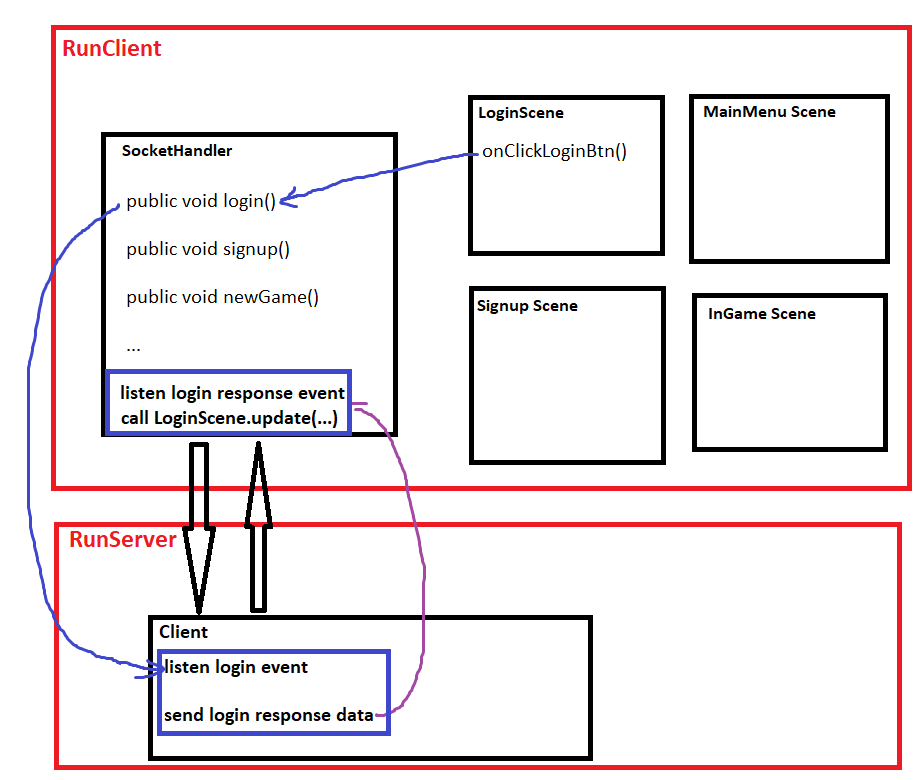 RunClient
SocketHandler
public void login()
public void signup()
public void newGame()
...
listen login response event
call LoginScene.update(...)
LoginScene
onClickLoginBtn()
MainMenu Scene
Signup Scene
InGame Scene
RunServer
Client
listen login event
send login response data